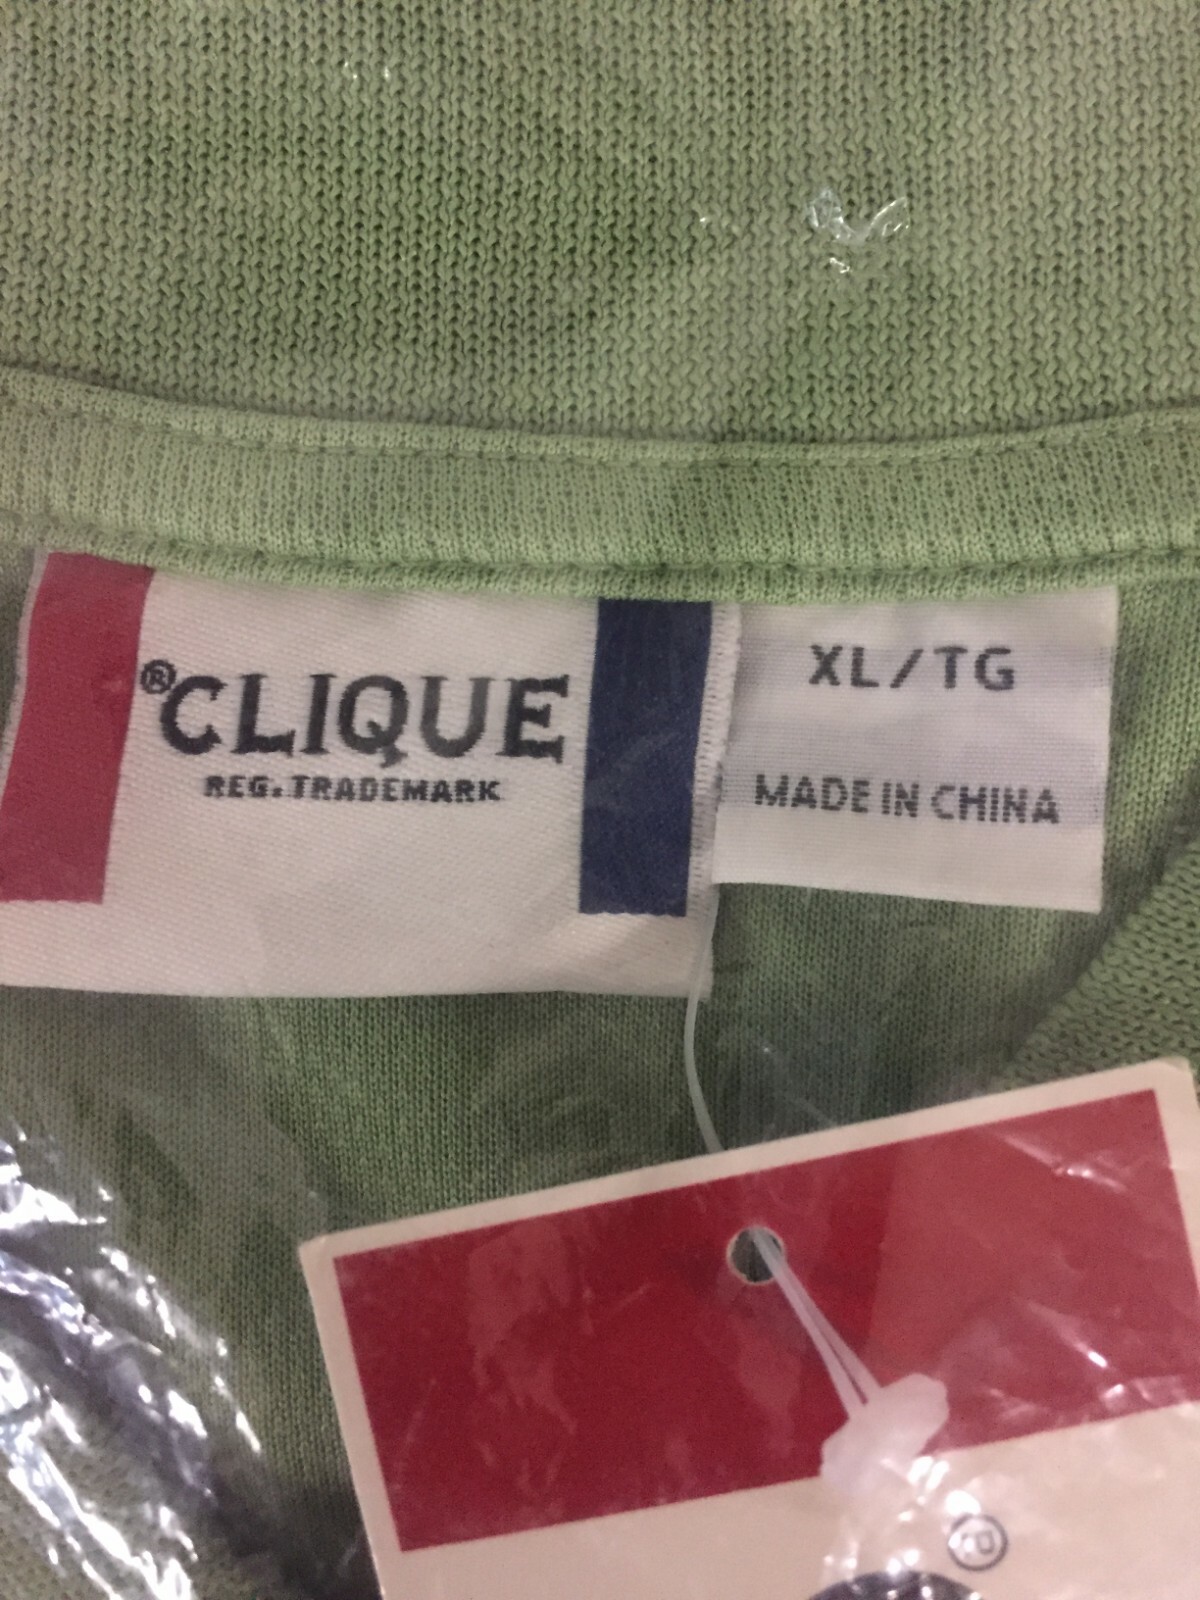 ®CLIQUE
REG. TRADEMARK
XL/TG
MADE IN CHINA
®